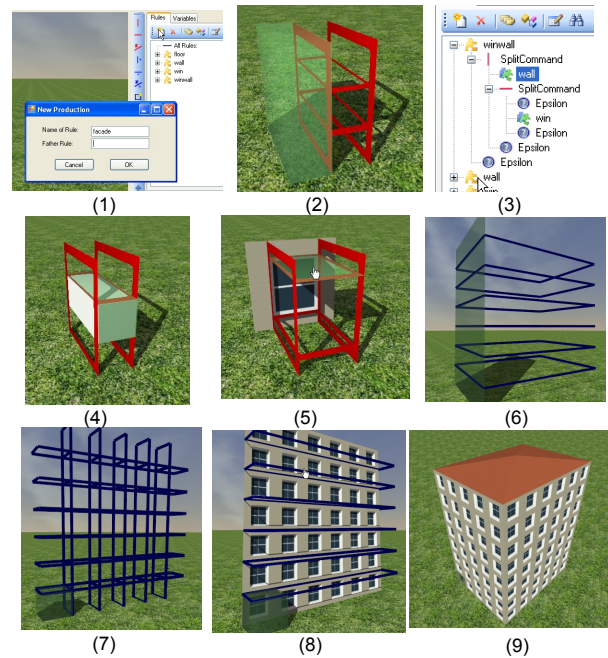 Rules Variables
All Rules:
floor
wall
win
winwall
New Production
Name of Rule: facade
Father Rule:
Cancel OK
(1)
(2)
winwall
SplitCommand
wall
SplitCommand
Epsilon
win
Epsilon
Epsilon
Epsilon
wall
(3)
(4)
(5)
(6)
(7)
(8)
(9)